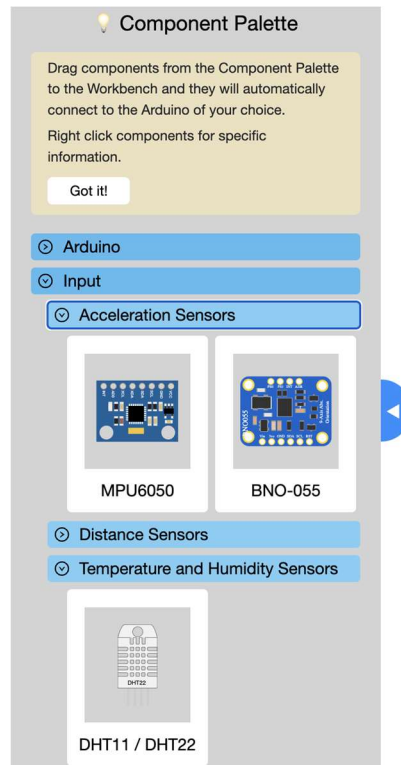 Component Palette
Drag components from the Component Palette
to the Workbench and they will automatically
connect to the Arduino of your choice.
Right click components for specific
information.
Got it!
Arduino
Input
Acceleration Sensors
BNO055
MPU6050
BNO-055
Distance Sensors
Temperature and Humidity Sensors
DHT22
DHT11 / DHT22